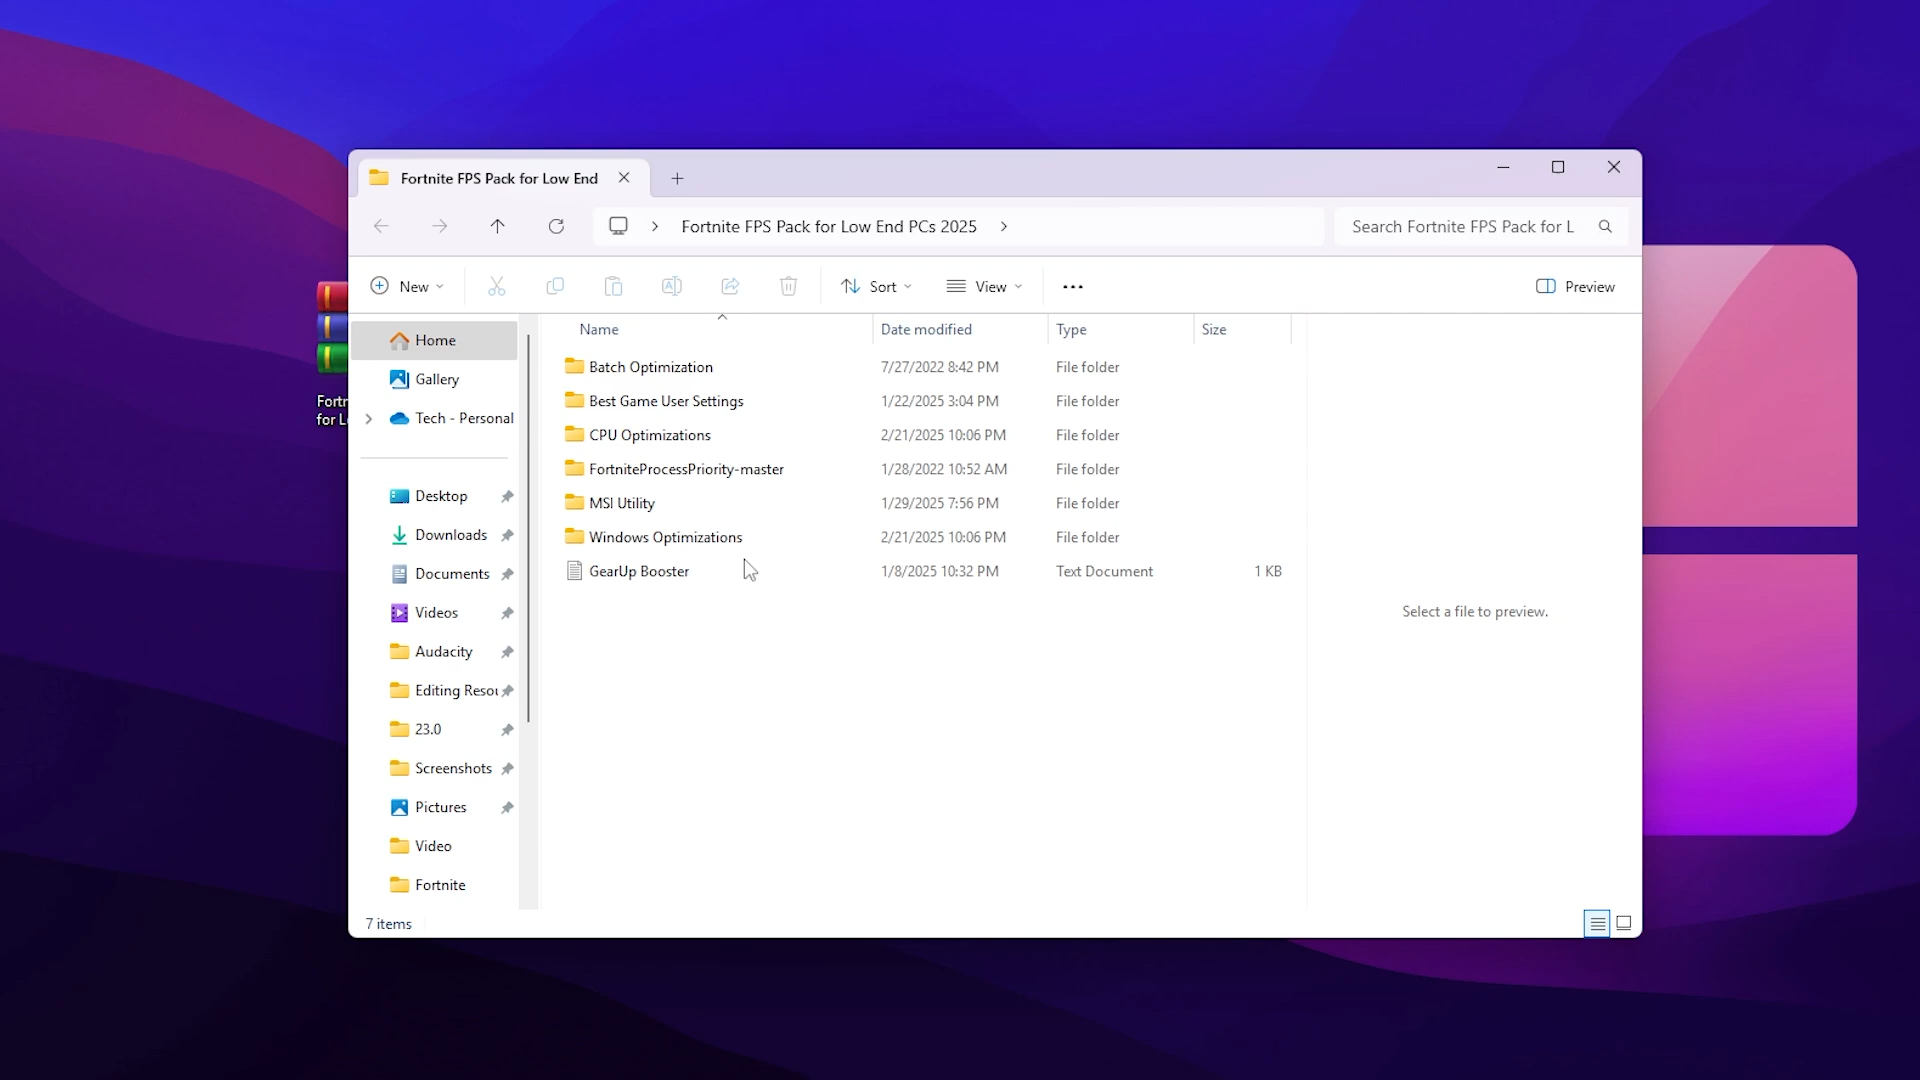 Fortnite FPS Pack for Low End
Fortnite FPS Pack for Low End PCs 2025
Search Fortnite FPS Pack for L
New
Sort
View
Preview
Name
Date modified
Type
Size
Home
Gallery
Tech - Personal
Desktop
Downloads
Documents
Videos
Audacity
Editing Resou
23.0
Screenshots
Pictures
Video
Fortnite
Batch Optimization 7/27/2022 8:42 PM File folder
Best Game User Settings 1/22/2025 3:04 PM File folder
CPU Optimizations 2/21/2025 10:06 PM File folder
FortniteProcessPriority-master 1/28/2022 10:52 AM File folder
MSI Utility 1/29/2025 7:56 PM File folder
Windows Optimizations 2/21/2025 10:06 PM File folder
GearUp Booster 1/8/2025 10:32 PM Text Document 1 KB
Select a file to preview.
7 items
Fortn
for L